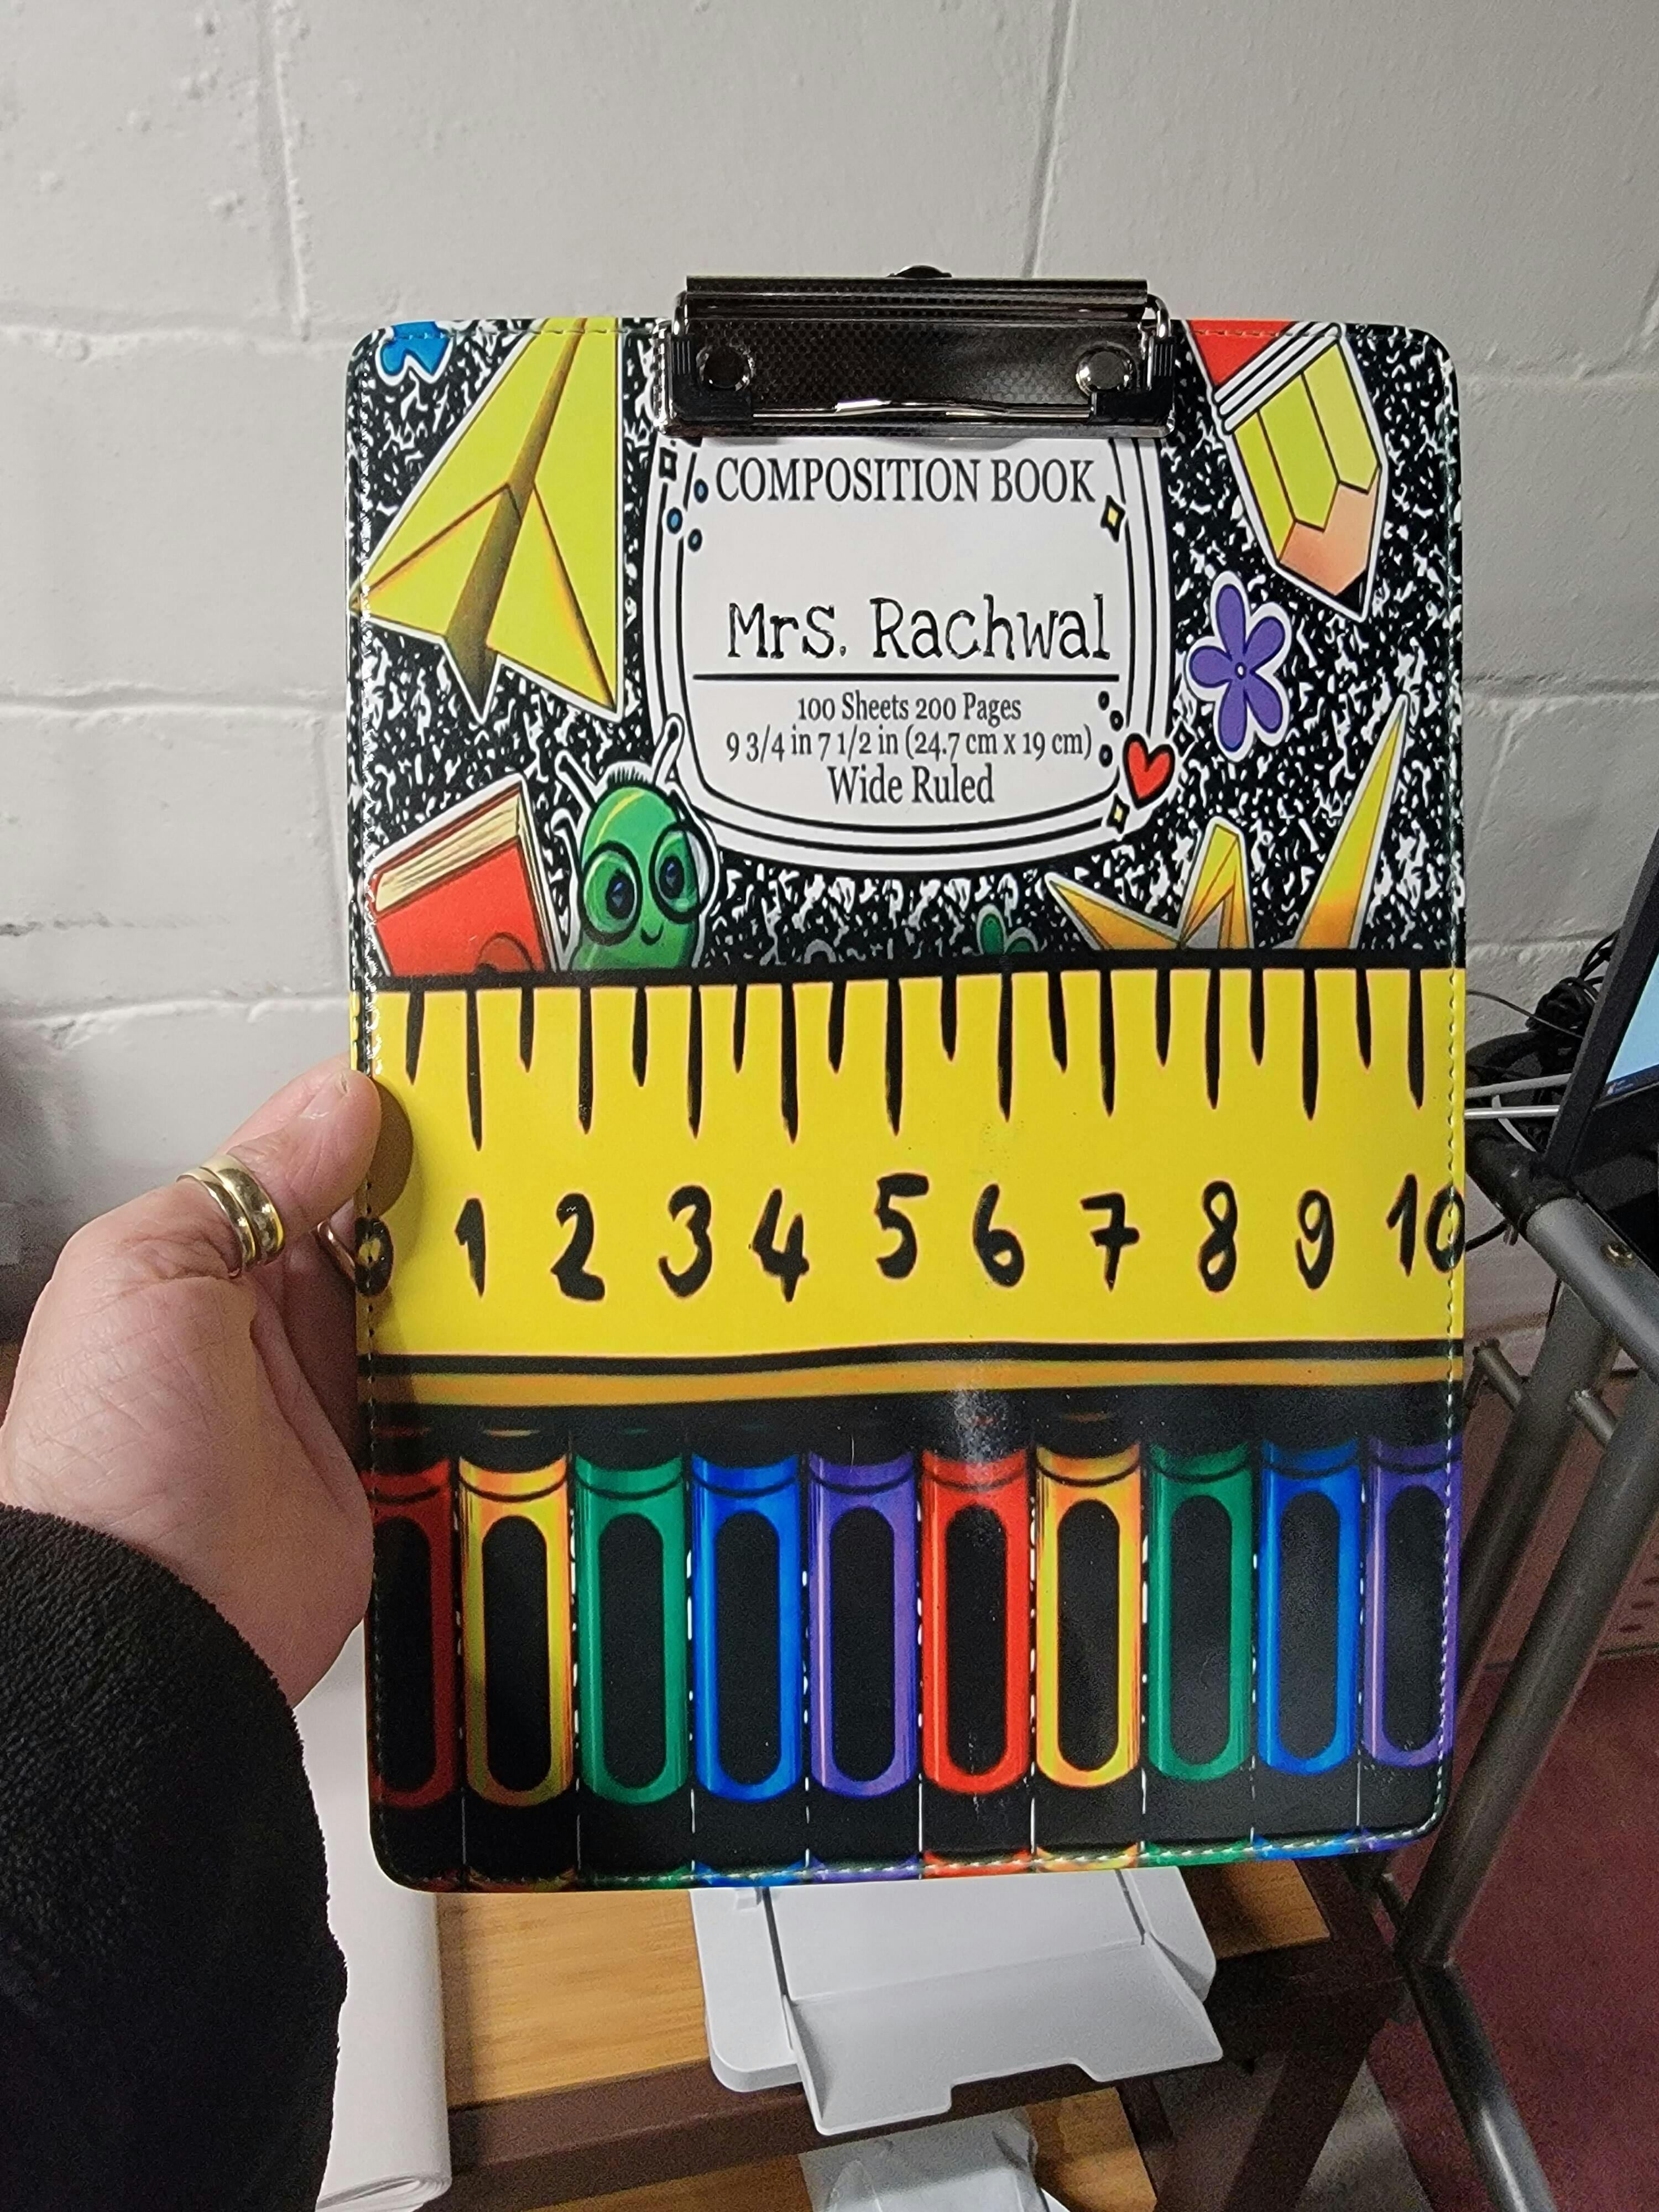 COMPOSITION BOOK
Mrs. Rachwal
100 Sheets 200 Pages
9 3/4 in 7 1/2 in (24.7 cm x 19 cm)
Wide Ruled
0 1 2 3 4 5 6 7 8 9 10